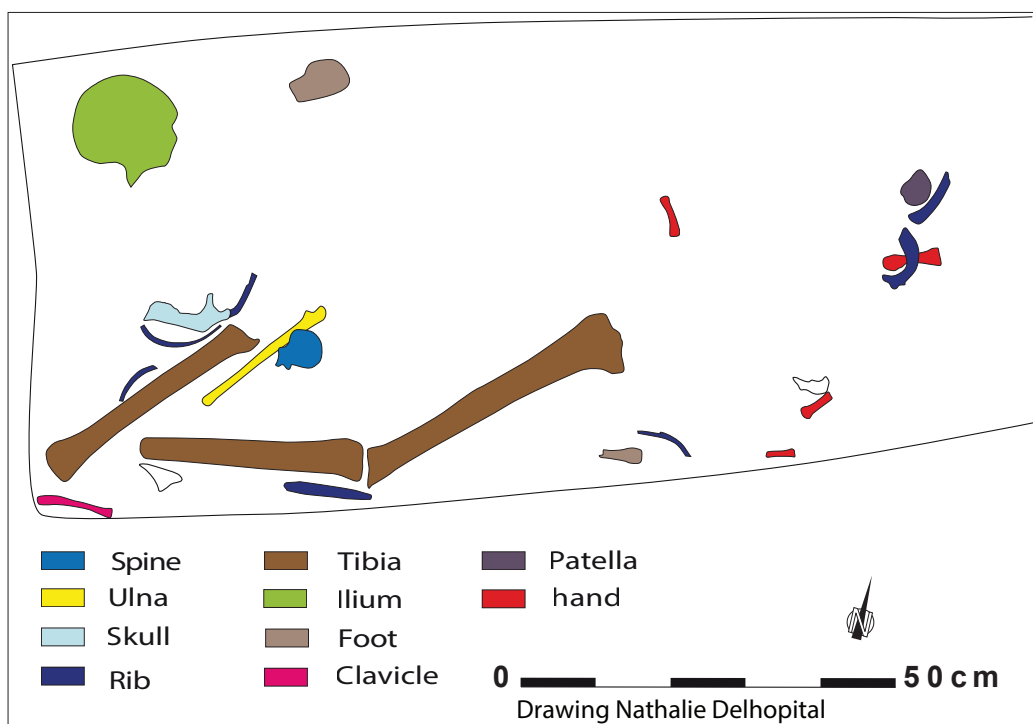 Spine
Ulna
Skull
Rib
Tibia
Ilium
Foot
Clavicle
Patella
hand
N
0 50cm
Drawing Nathalie Delhopital